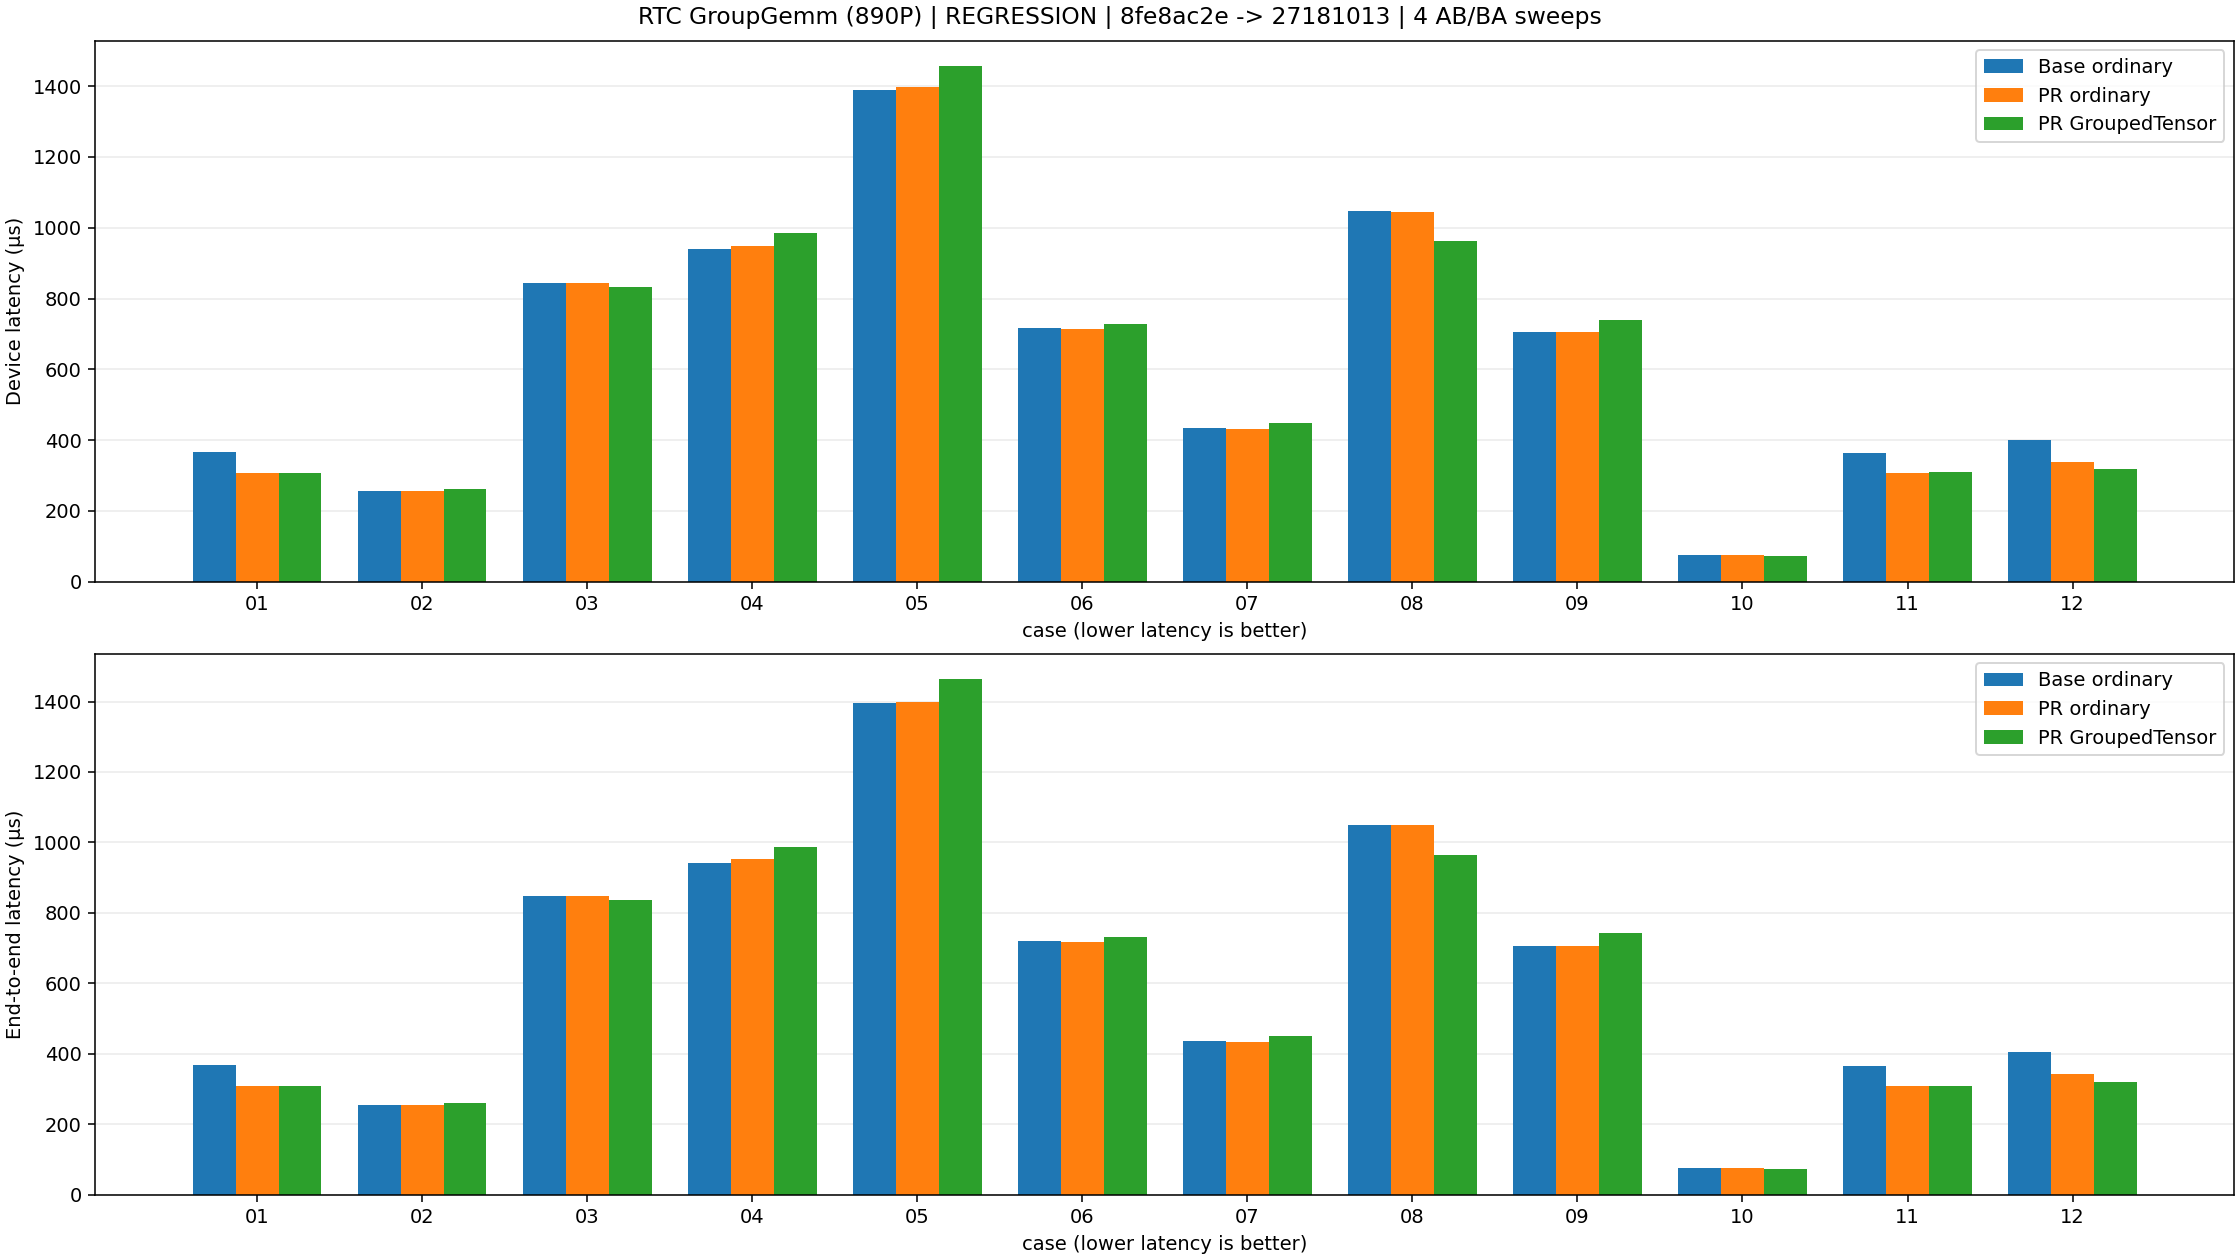 RTC GroupGemm (890P) | REGRESSION | 8fe8ac2e -> 27181013 | 4 AB/BA sweeps
Device latency (µs)
1400
1200
1000
800
600
400
200
0
Base ordinary
PR ordinary
PR GroupedTensor
01 02 03 04 05 06 07 08 09 10 11 12
case (lower latency is better)
End-to-end latency (µs)
1400
1200
1000
800
600
400
200
0
Base ordinary
PR ordinary
PR GroupedTensor
01 02 03 04 05 06 07 08 09 10 11 12
case (lower latency is better)